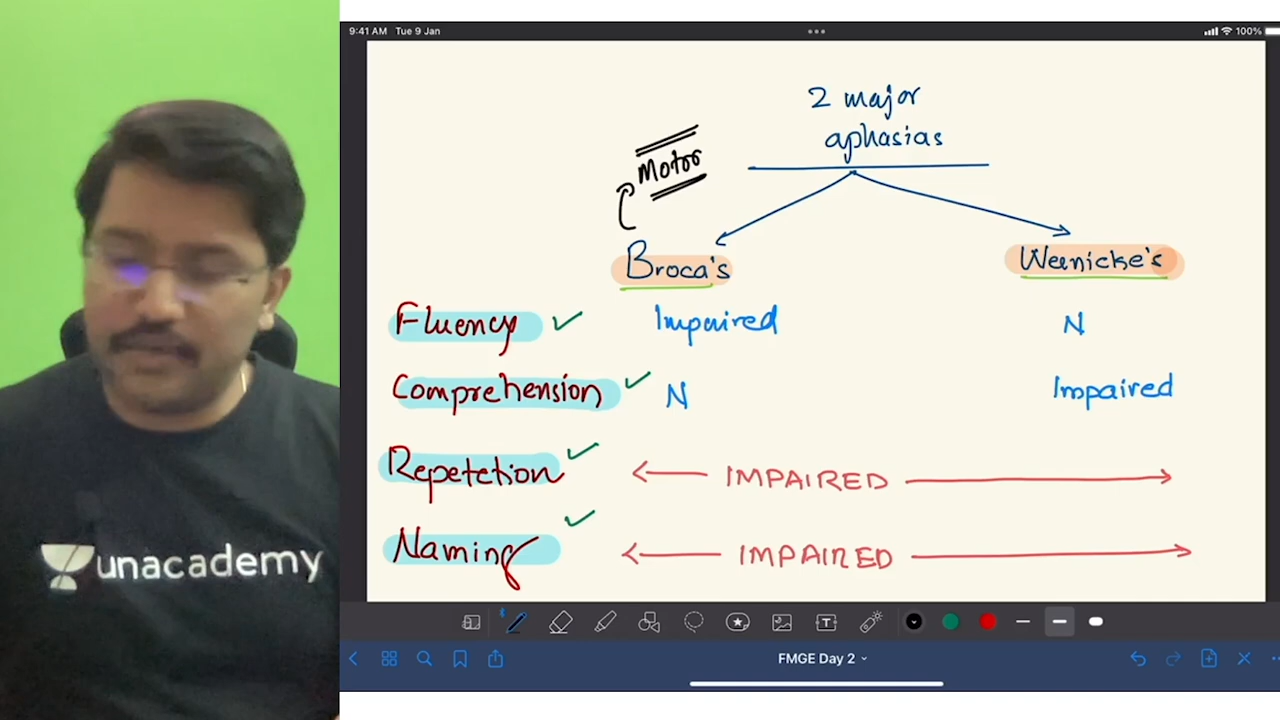 9:41 AM Tue 9 Jan
100%
2 major
aphasias
Motor
Broca's
Wernicke's
Fluency Impaired N
Comprehension N Impaired
Repetetion IMPAIRED
Naming IMPAIRED
unacademy
FMGE Day 2